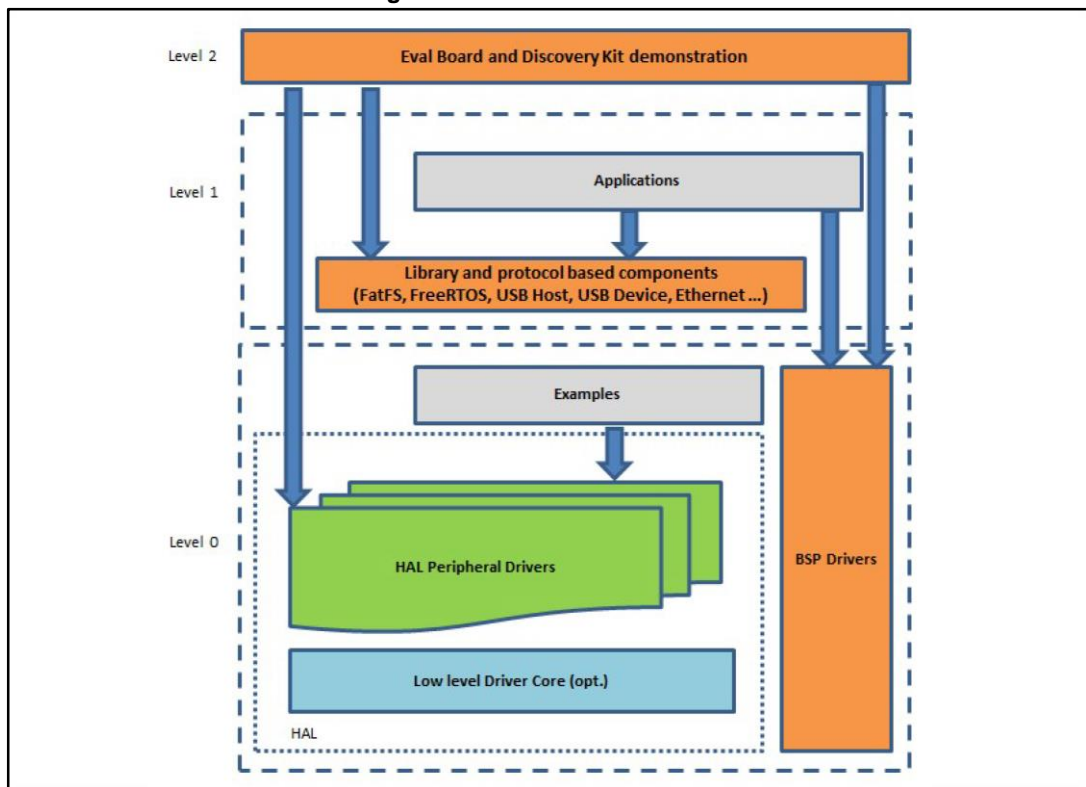 Level 2
Eval Board and Discovery Kit demonstration
Level 1
Applications
Library and protocol based components
(FatFS, FreeRTOS, USB Host, USB Device, Ethernet ...)
Examples
Level 0
HAL Peripheral Drivers
BSP Drivers
Low level Driver Core (opt.)
HAL